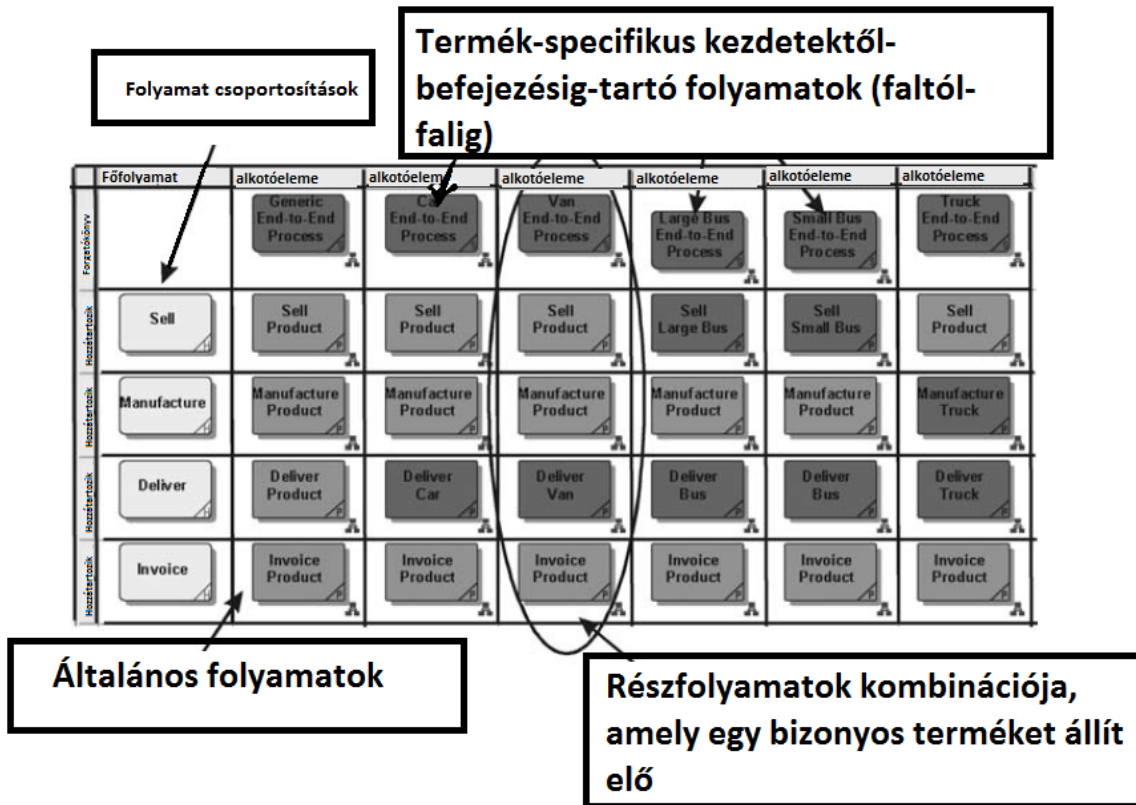 Termék-specifikus kezdetektől-
befejezésig-tartó folyamatok (faltól-
falig)
Folyamat csoportosítások
Főfolyamat alkotóeleme alkotóeleme alkotóeleme alkotóeleme alkotóeleme alkotóeleme
Forgatókönyv
Generic
End-to-End
Process
Car
End-to-End
Process
Van
End-to-End
Process
Large Bus
End-to-End
Process
Small Bus
End-to-End
Process
Truck
End-to-End
Process
Hozzátartozik
Sell
Sell
Product
Sell
Product
Sell
Product
Sell
Large Bus
Sell
Small Bus
Sell
Product
Hozzátartozik
Manufacture
Manufacture
Product
Manufacture
Product
Manufacture
Product
Manufacture
Product
Manufacture
Product
Manufacture
Truck
Hozzátartozik
Deliver
Deliver
Product
Deliver
Car
Deliver
Van
Deliver
Bus
Deliver
Bus
Deliver
Truck
Hozzátartozik
Invoice
Invoice
Product
Invoice
Product
Invoice
Product
Invoice
Product
Invoice
Product
Invoice
Product
Általános folyamatok
Részfolyamatok kombinációja,
amely egy bizonyos terméket állít
elő